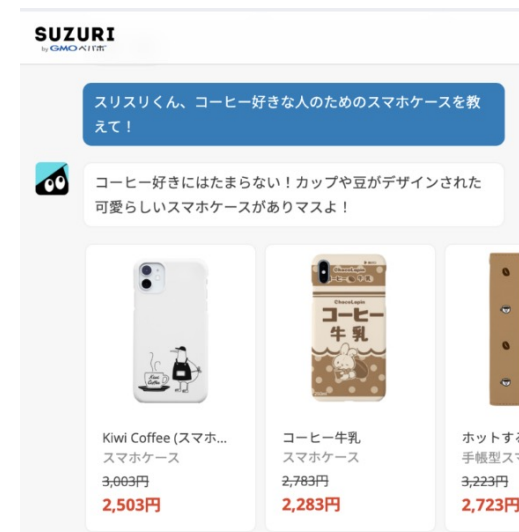 SUZURI
by GMOペパボ
スリスリくん、コーヒー好きな人のためのスマホケースを教
えて！
コーヒー好きにはたまらない！カップや豆がデザインされた
可愛らしいスマホケースがありマスよ！
ChocoLapin
コーヒー
牛乳
Kiwi Coffee (スマホ...
スマホケース
3,003円
2,503円
コーヒー牛乳
スマホケース
2,783円
2,283円
ホットする
手帳型スマ
3,223円
2,723円